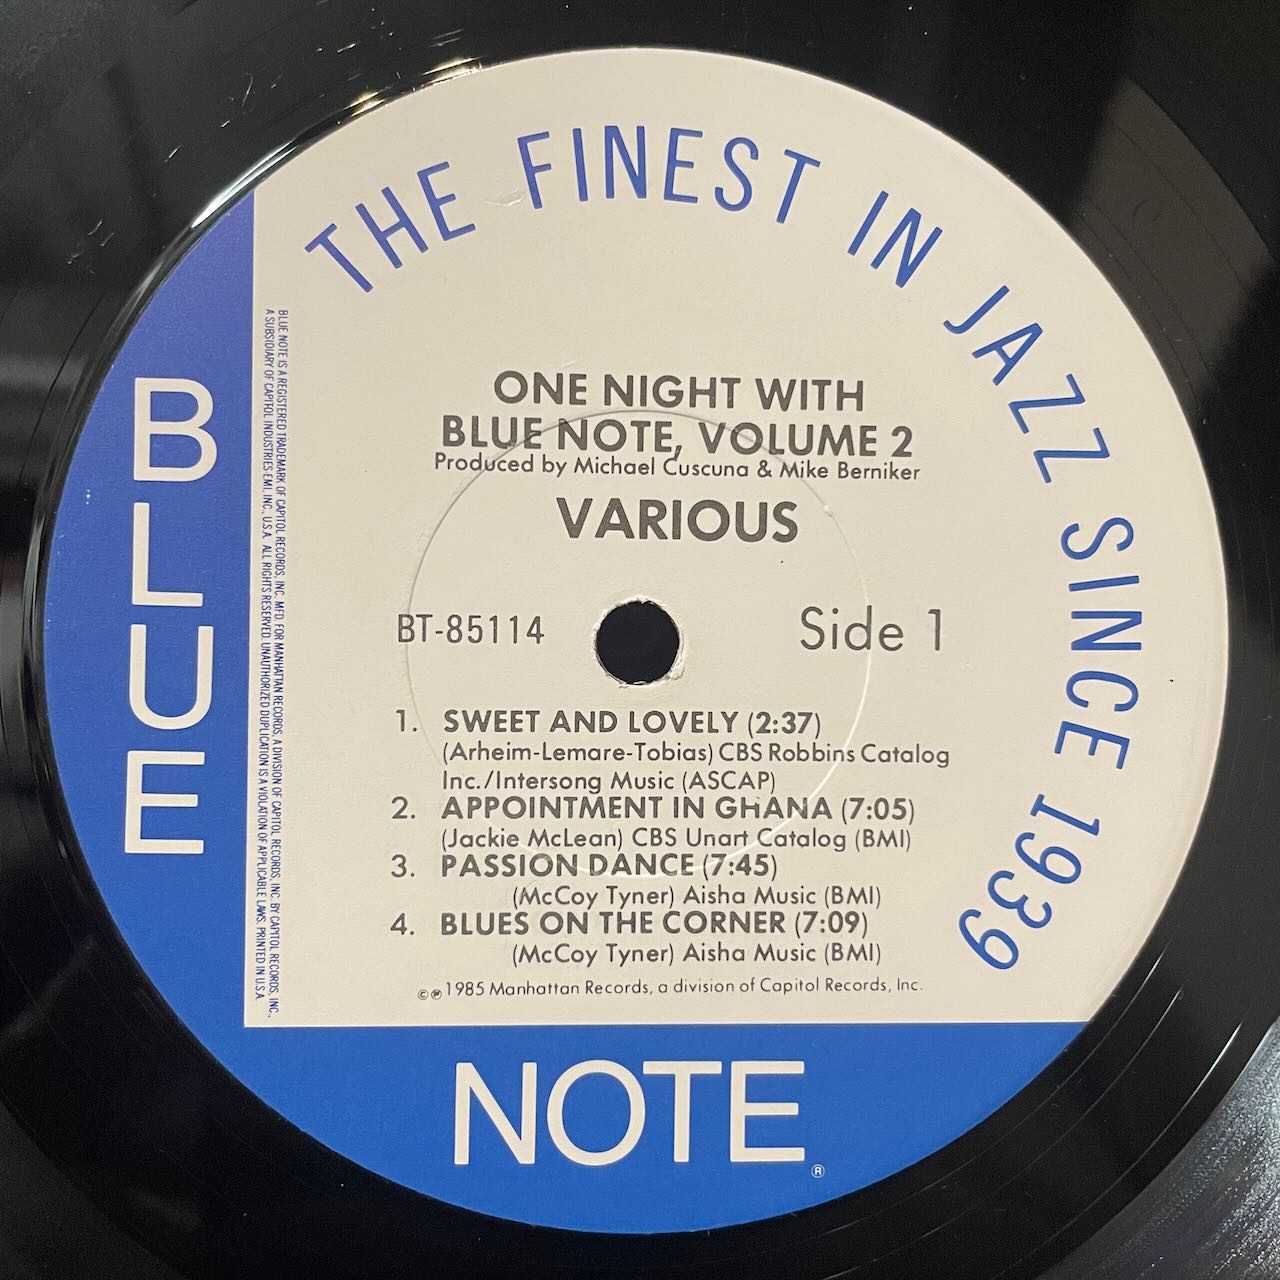 THE FINEST IN JAZZ SINCE 1939
BLUE
BLUE NOTE IS A REGISTERED TRADEMARK OF CAPITOL RECORDS, INC. MFD. FOR MANHATTAN RECORDS, A DIVISION OF CAPITOL RECORDS, INC. BY CAPITOL RECORDS, INC.,
A SUBSIDIARY OF CAPITOL INDUSTRIES-EMI, INC., U.S.A. ALL RIGHTS RESERVED. UNAUTHORIZED DUPLICATION IS A VIOLATION OF APPLICABLE LAWS. PRINTED IN U.S.A.
ONE NIGHT WITH
BLUE NOTE, VOLUME 2
Produced by Michael Cuscuna & Mike Berniker
VARIOUS
BT-85114 Side 1
1. SWEET AND LOVELY (2:37)
(Arheim-Lemare-Tobias) CBS Robbins Catalog
Inc./Intersong Music (ASCAP)
2. APPOINTMENT IN GHANA (7:05)
(Jackie McLean) CBS Unart Catalog (BMI)
3. PASSION DANCE (7:45)
(McCoy Tyner) Aisha Music (BMI)
4. BLUES ON THE CORNER (7:09)
(McCoy Tyner) Aisha Music (BMI)
©℗ 1985 Manhattan Records, a division of Capitol Records, Inc.
NOTE®